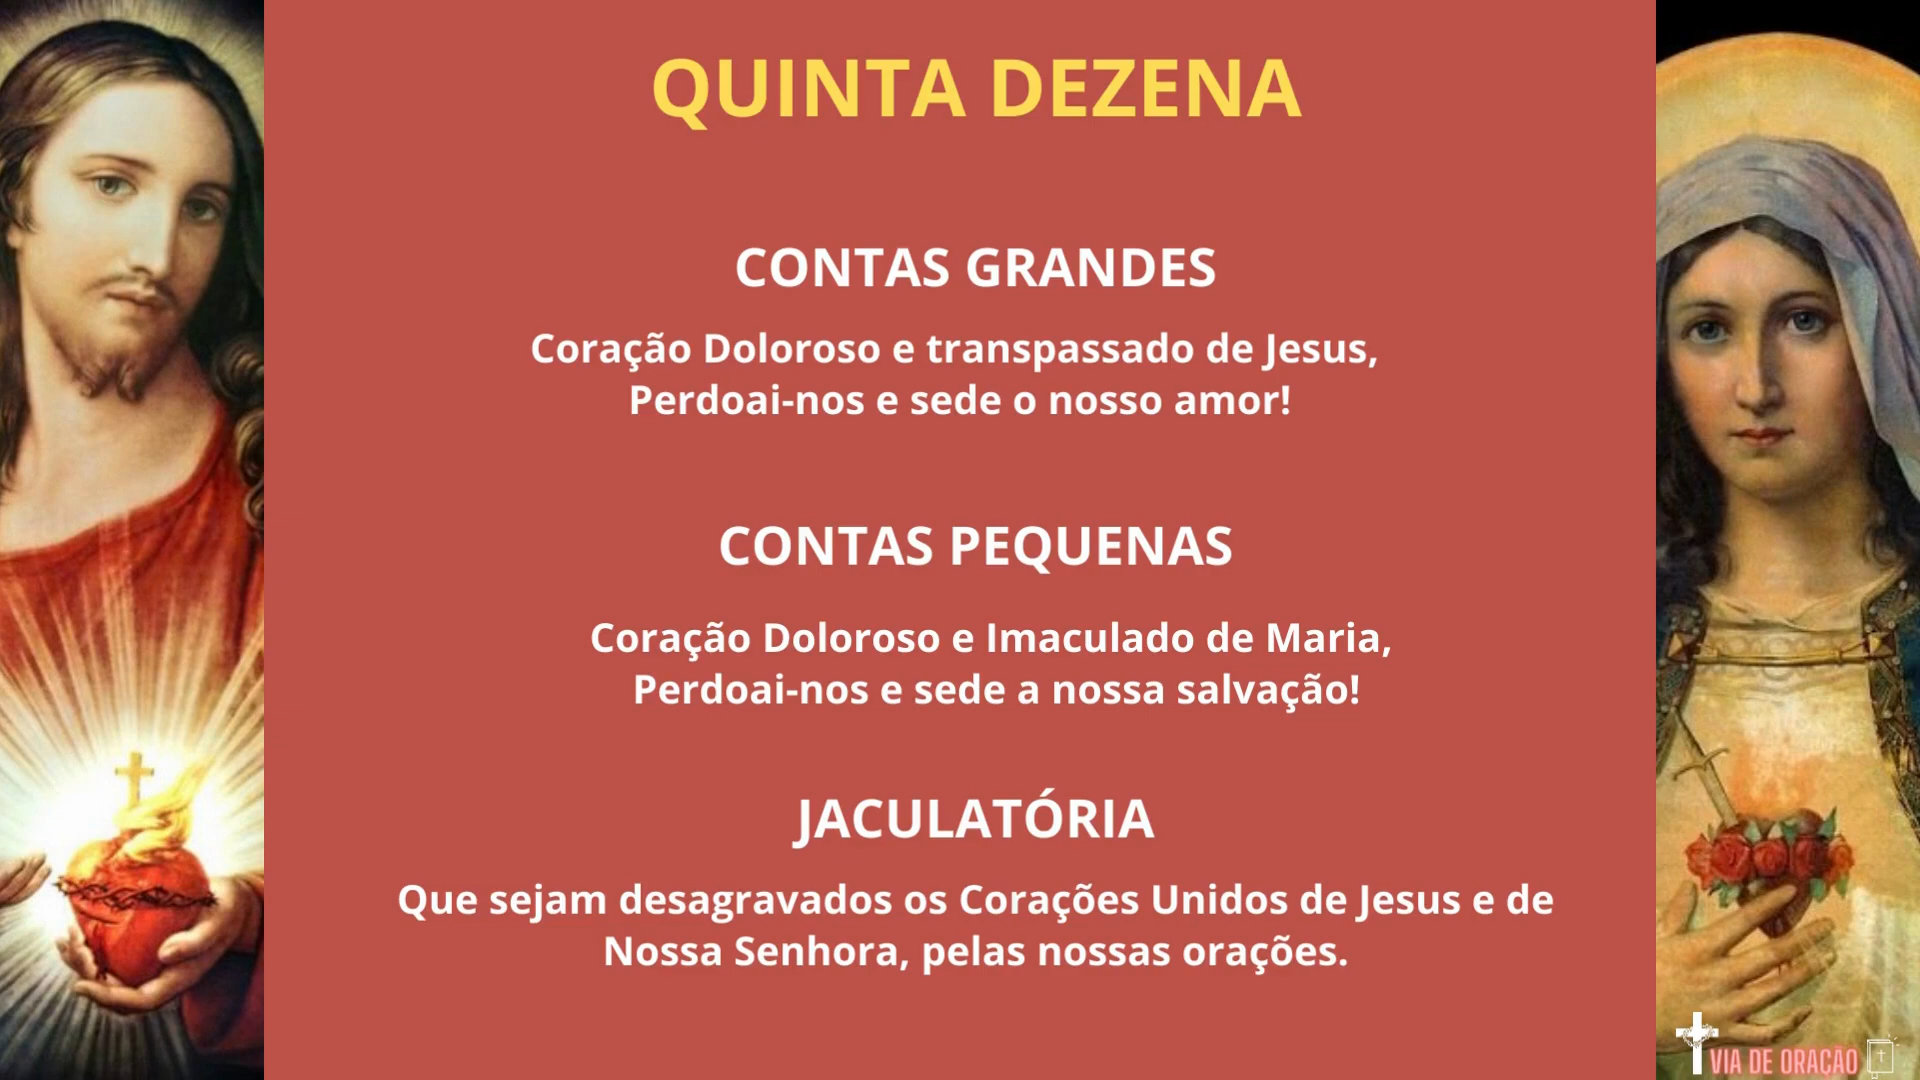 QUINTA DEZENA
CONTAS GRANDES
Coração Doloroso e transpassado de Jesus,
Perdoai-nos e sede o nosso amor!
CONTAS PEQUENAS
Coração Doloroso e Imaculado de Maria,
Perdoai-nos e sede a nossa salvação!
JACULATÓRIA
Que sejam desagravados os Corações Unidos de Jesus e de
Nossa Senhora, pelas nossas orações.
VIA DE ORAÇÃO